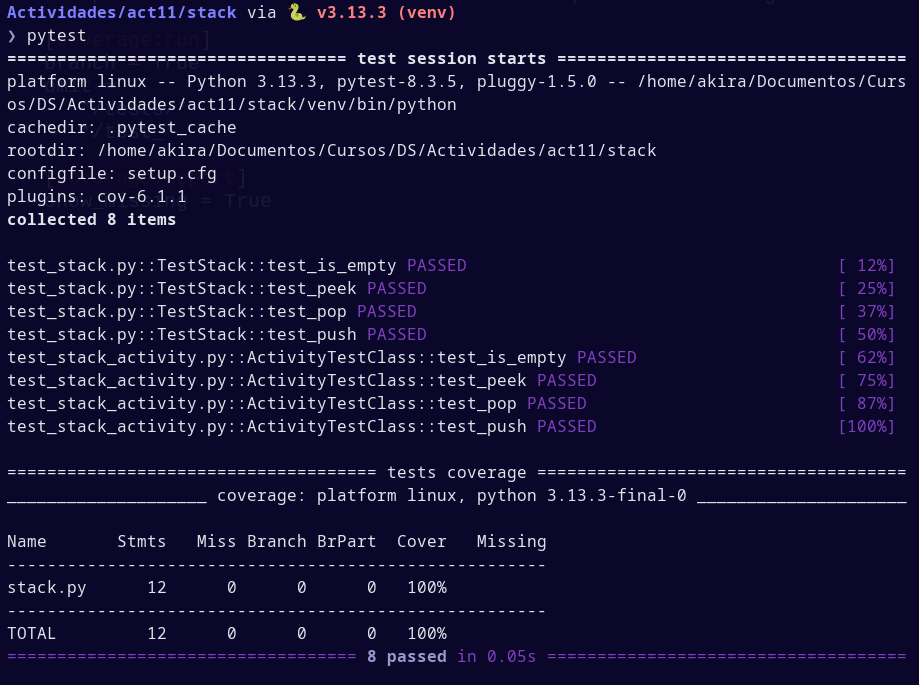 Actividades/act11/stack via 🐍 v3.13.3 (venv)
❯ pytest
================================== test session starts ===================================
platform linux -- Python 3.13.3, pytest-8.3.5, pluggy-1.5.0 -- /home/akira/Documentos/Curs
os/DS/Actividades/act11/stack/venv/bin/python
cachedir: .pytest_cache
rootdir: /home/akira/Documentos/Cursos/DS/Actividades/act11/stack
configfile: setup.cfg
plugins: cov-6.1.1
collected 8 items

test_stack.py::TestStack::test_is_empty PASSED                                     [ 12%]
test_stack.py::TestStack::test_peek PASSED                                         [ 25%]
test_stack.py::TestStack::test_pop PASSED                                          [ 37%]
test_stack.py::TestStack::test_push PASSED                                         [ 50%]
test_stack_activity.py::ActivityTestClass::test_is_empty PASSED                    [ 62%]
test_stack_activity.py::ActivityTestClass::test_peek PASSED                        [ 75%]
test_stack_activity.py::ActivityTestClass::test_pop PASSED                         [ 87%]
test_stack_activity.py::ActivityTestClass::test_push PASSED                        [100%]

===================================== tests coverage =====================================
____________________ coverage: platform linux, python 3.13.3-final-0 _____________________

Name       Stmts   Miss Branch BrPart  Cover   Missing
------------------------------------------------------
stack.py      12      0      0      0   100%
------------------------------------------------------
TOTAL         12      0      0      0   100%
=================================== 8 passed in 0.05s ====================================